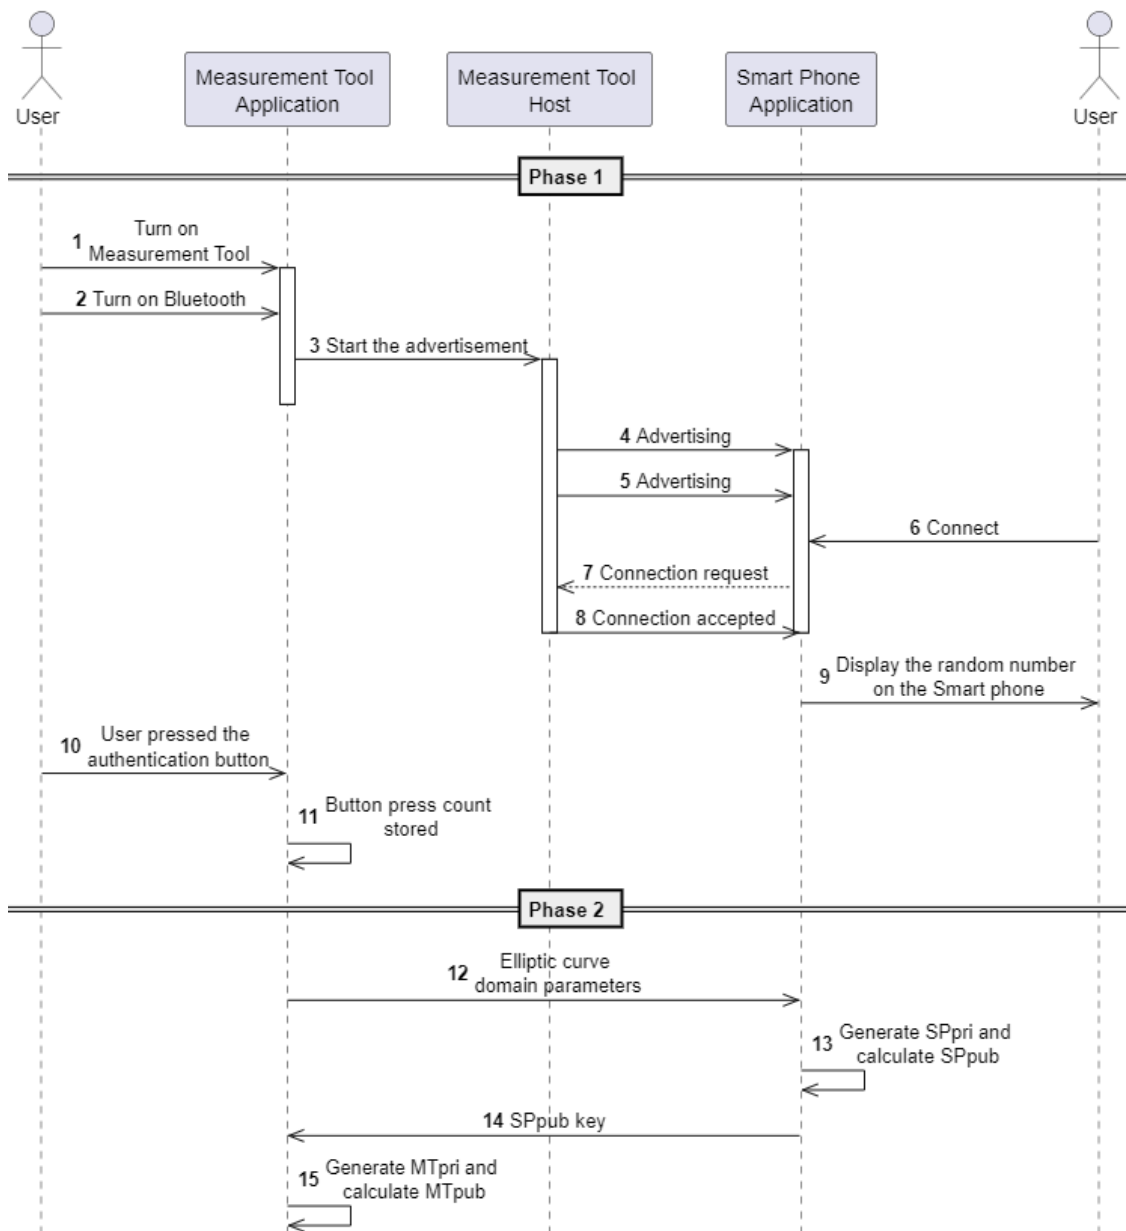 User
Measurement Tool
Application
Measurement Tool
Host
Smart Phone
Application
User
Phase 1
1 Turn on
Measurement Tool
2 Turn on Bluetooth
3 Start the advertisement
4 Advertising
5 Advertising
6 Connect
7 Connection request
8 Connection accepted
9 Display the random number
on the Smart phone
10 User pressed the
authentication button
11 Button press count
stored
Phase 2
12 Elliptic curve
domain parameters
13 Generate SPpri and
calculate SPpub
14 SPpub key
15 Generate MTpri and
calculate MTpub